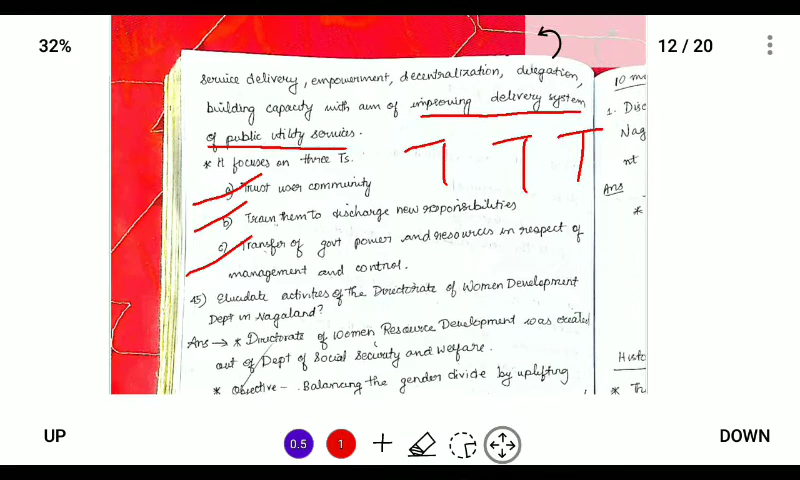 32%
12 / 20
service delivery, empowerment, decentralization, delegation,
building capacity with aim of improving delivery system
of public utility services.
* It focuses on three Ts.
T T T
a) Trust user community
b) Train them to discharge new responsibilities
c) Transfer of govt power and resources in respect of
management and control.
45) Elucidate activities of the Directorate of Women Development
Dept in Nagaland?
Ans → * Directorate of Women Resource Development was created
out of Dept of Social Security and Welfare.
* Objective - Balancing the gender divide by uplifting
10 m
1. Disc
Nag
nt
Ans
*
Histo
* Th
UP
0.5
1
DOWN